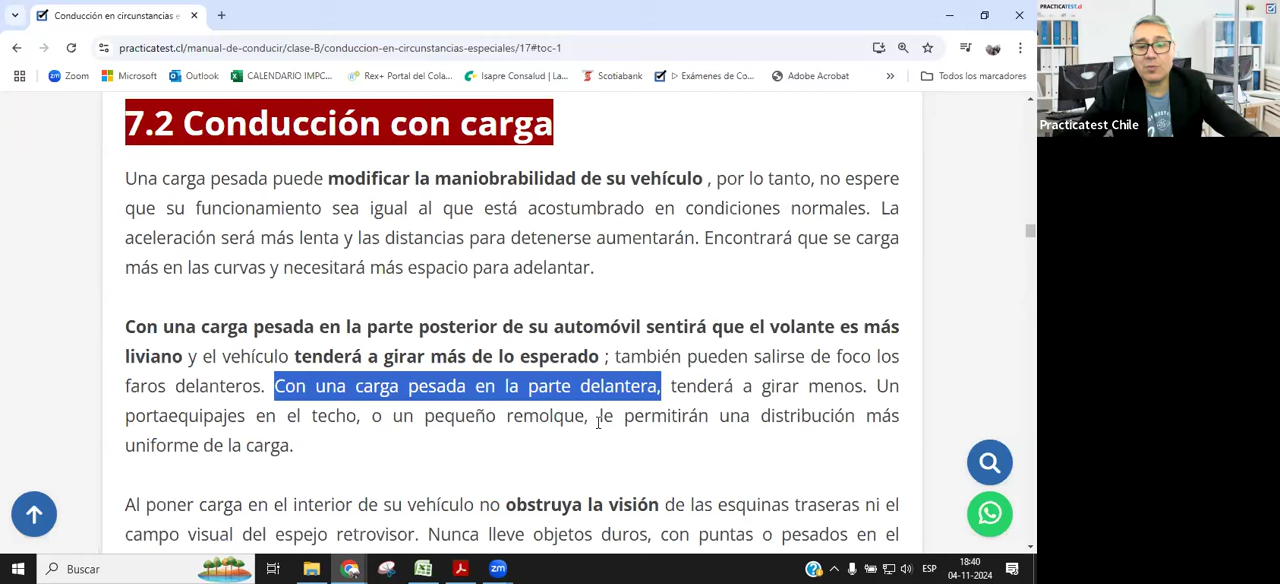 Conducción en circunstancias e
practicatest.cl/manual-de-conducir/clase-B/conduccion-en-circunstancias-especiales/17#toc-1
Zoom Microsoft Outlook CALENDARIO IMPC... Rex+ Portal del Cola... Isapre Consalud | La... Scotiabank ▷ Exámenes de Co... Adobe Acrobat » Todos los marcadores
PRACTICATEST.cl
Practicatest Chile
7.2 Conducción con carga
Una carga pesada puede modificar la maniobrabilidad de su vehículo , por lo tanto, no espere
que su funcionamiento sea igual al que está acostumbrado en condiciones normales. La
aceleración será más lenta y las distancias para detenerse aumentarán. Encontrará que se carga
más en las curvas y necesitará más espacio para adelantar.
Con una carga pesada en la parte posterior de su automóvil sentirá que el volante es más
liviano y el vehículo tenderá a girar más de lo esperado ; también pueden salirse de foco los
faros delanteros. Con una carga pesada en la parte delantera, tenderá a girar menos. Un
portaequipajes en el techo, o un pequeño remolque, le permitirán una distribución más
uniforme de la carga.
Al poner carga en el interior de su vehículo no obstruya la visión de las esquinas traseras ni el
campo visual del espejo retrovisor. Nunca lleve objetos duros, con puntas o pesados en el
Buscar
ESP
18:40
04-11-2024